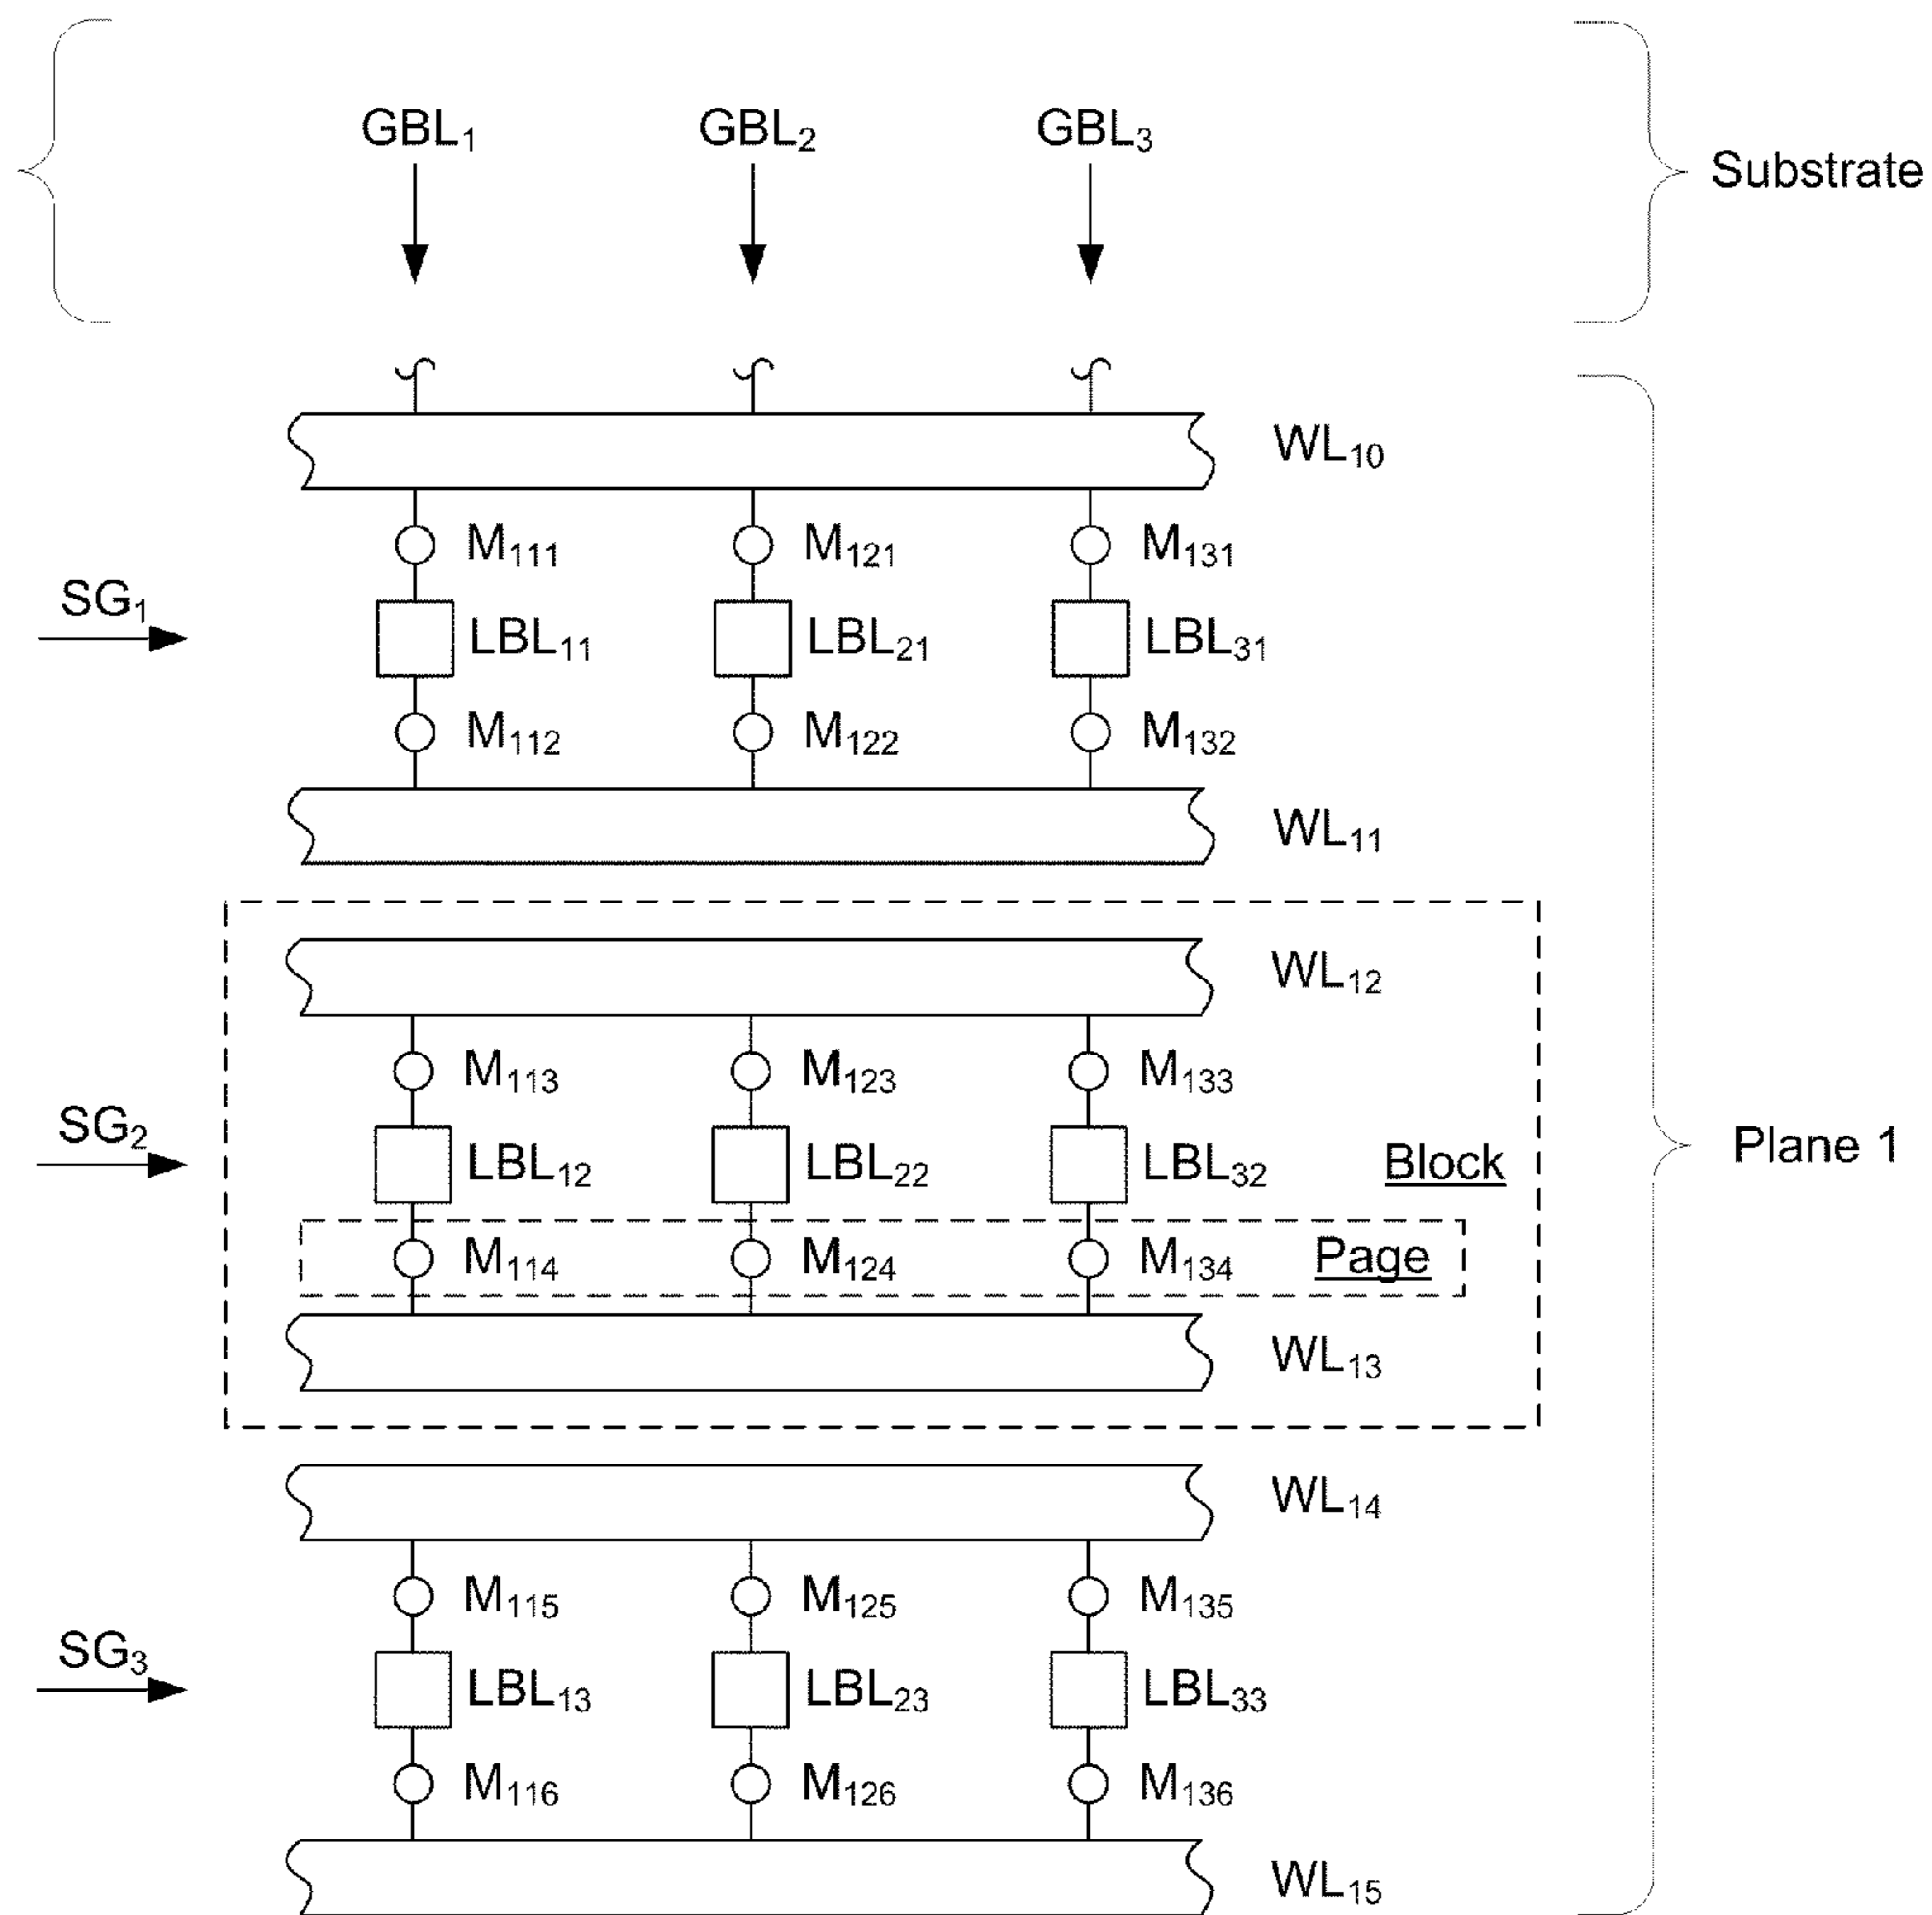 GBL₁ GBL₂ GBL₃
Substrate
WL₁₀
M₁₁₁ M₁₂₁ M₁₃₁
SG₁
LBL₁₁ LBL₂₁ LBL₃₁
M₁₁₂ M₁₂₂ M₁₃₂
WL₁₁
WL₁₂
M₁₁₃ M₁₂₃ M₁₃₃
SG₂
LBL₁₂ LBL₂₂ LBL₃₂ Block
Plane 1
M₁₁₄ M₁₂₄ M₁₃₄ Page
WL₁₃
WL₁₄
M₁₁₅ M₁₂₅ M₁₃₅
SG₃
LBL₁₃ LBL₂₃ LBL₃₃
M₁₁₆ M₁₂₆ M₁₃₆
WL₁₅